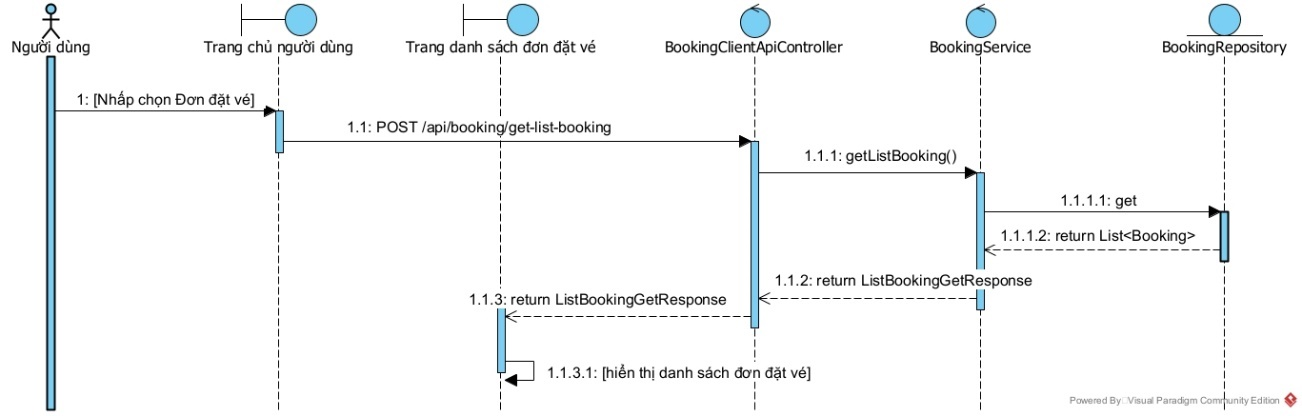 Người dùng
Trang chủ người dùng
Trang danh sách đơn đặt vé
BookingClientApiController
BookingService
BookingRepository
1: [Nhấp chọn Đơn đặt vé]
1.1: POST /api/booking/get-list-booking
1.1.1: getListBooking()
1.1.1.1: get
1.1.1.2: return List<Booking>
1.1.2: return ListBookingGetResponse
1.1.3: return ListBookingGetResponse
1.1.3.1: [hiển thị danh sách đơn đặt vé]
Powered By Visual Paradigm Community Edition